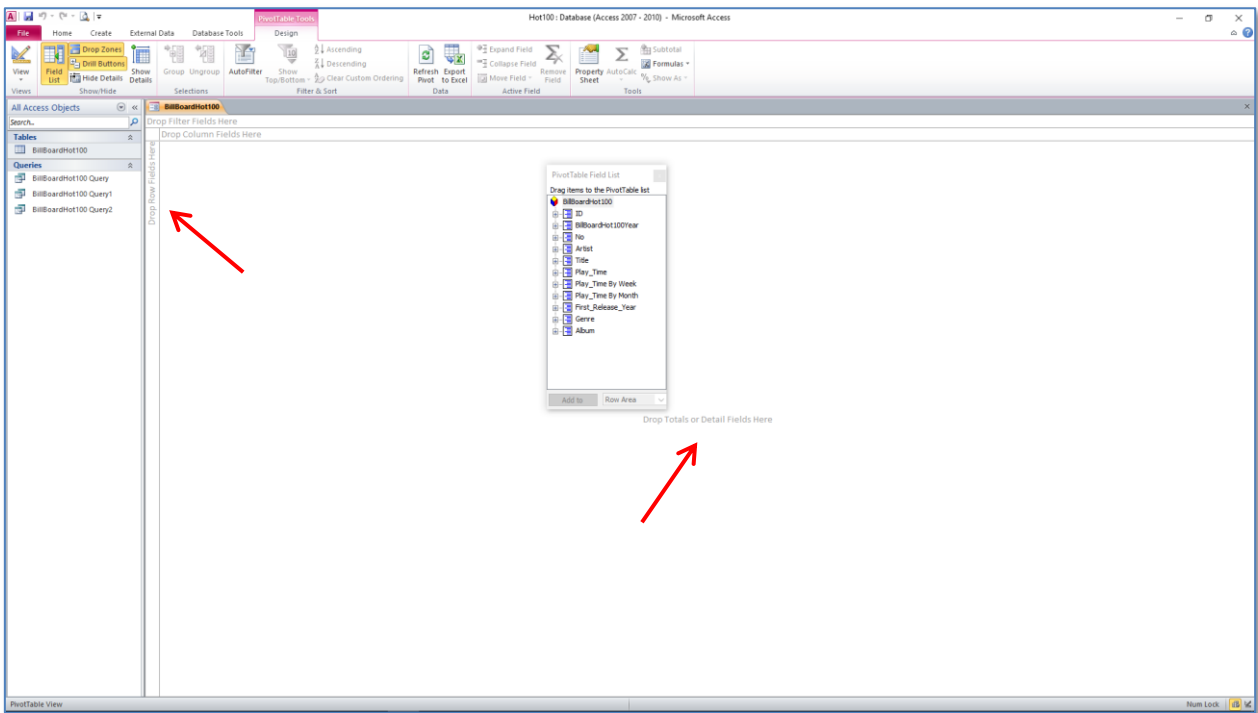 A
PivotTable Tools
Hot100 : Database (Access 2007 - 2010) - Microsoft Access
File Home Create External Data Database Tools Design
View
Views
Field List
Drop Zones
Drill Buttons
Hide Details
Show Details
Show/Hide
Group Ungroup
Selections
AutoFilter
Show Top/Bottom
Ascending
Descending
Clear Custom Ordering
Filter & Sort
Refresh Pivot
Export to Excel
Data
Expand Field
Collapse Field
Move Field
Remove Field
Active Field
Property Sheet
AutoCalc
Subtotal
Formulas
Show As
Tools
All Access Objects
Search...
Tables
BillBoardHot100
Queries
BillBoardHot100 Query
BillBoardHot100 Query1
BillBoardHot100 Query2
BillBoardHot100
Drop Filter Fields Here
Drop Column Fields Here
Drop Row Fields Here
PivotTable Field List
Drag items to the PivotTable list
BillBoardHot100
ID
BillBoardHot100Year
No
Artist
Title
Play_Time
Play_Time By Week
Play_Time By Month
First_Release_Year
Genre
Album
Add to Row Area
Drop Totals or Detail Fields Here
PivotTable View
Num Lock